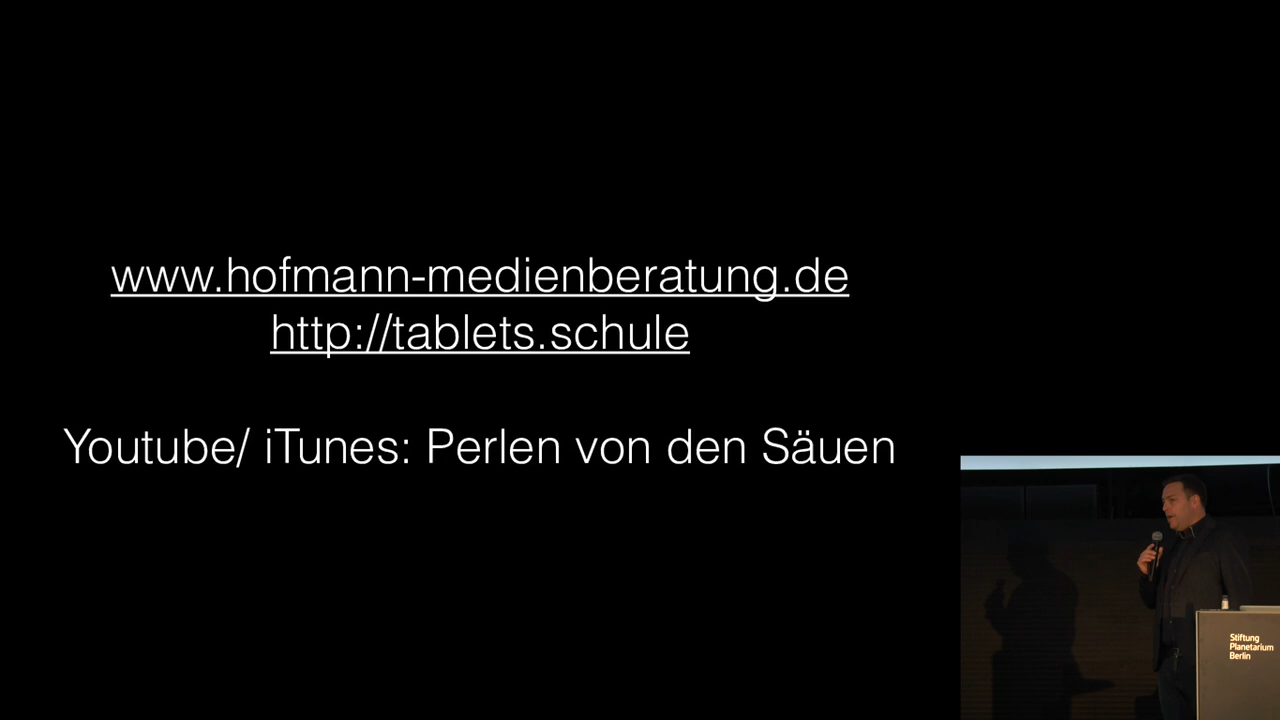 www.hofmann-medienberatung.de
http://tablets.schule
Youtube/ iTunes: Perlen von den Säuen
Stiftung
Planetarium
Berlin